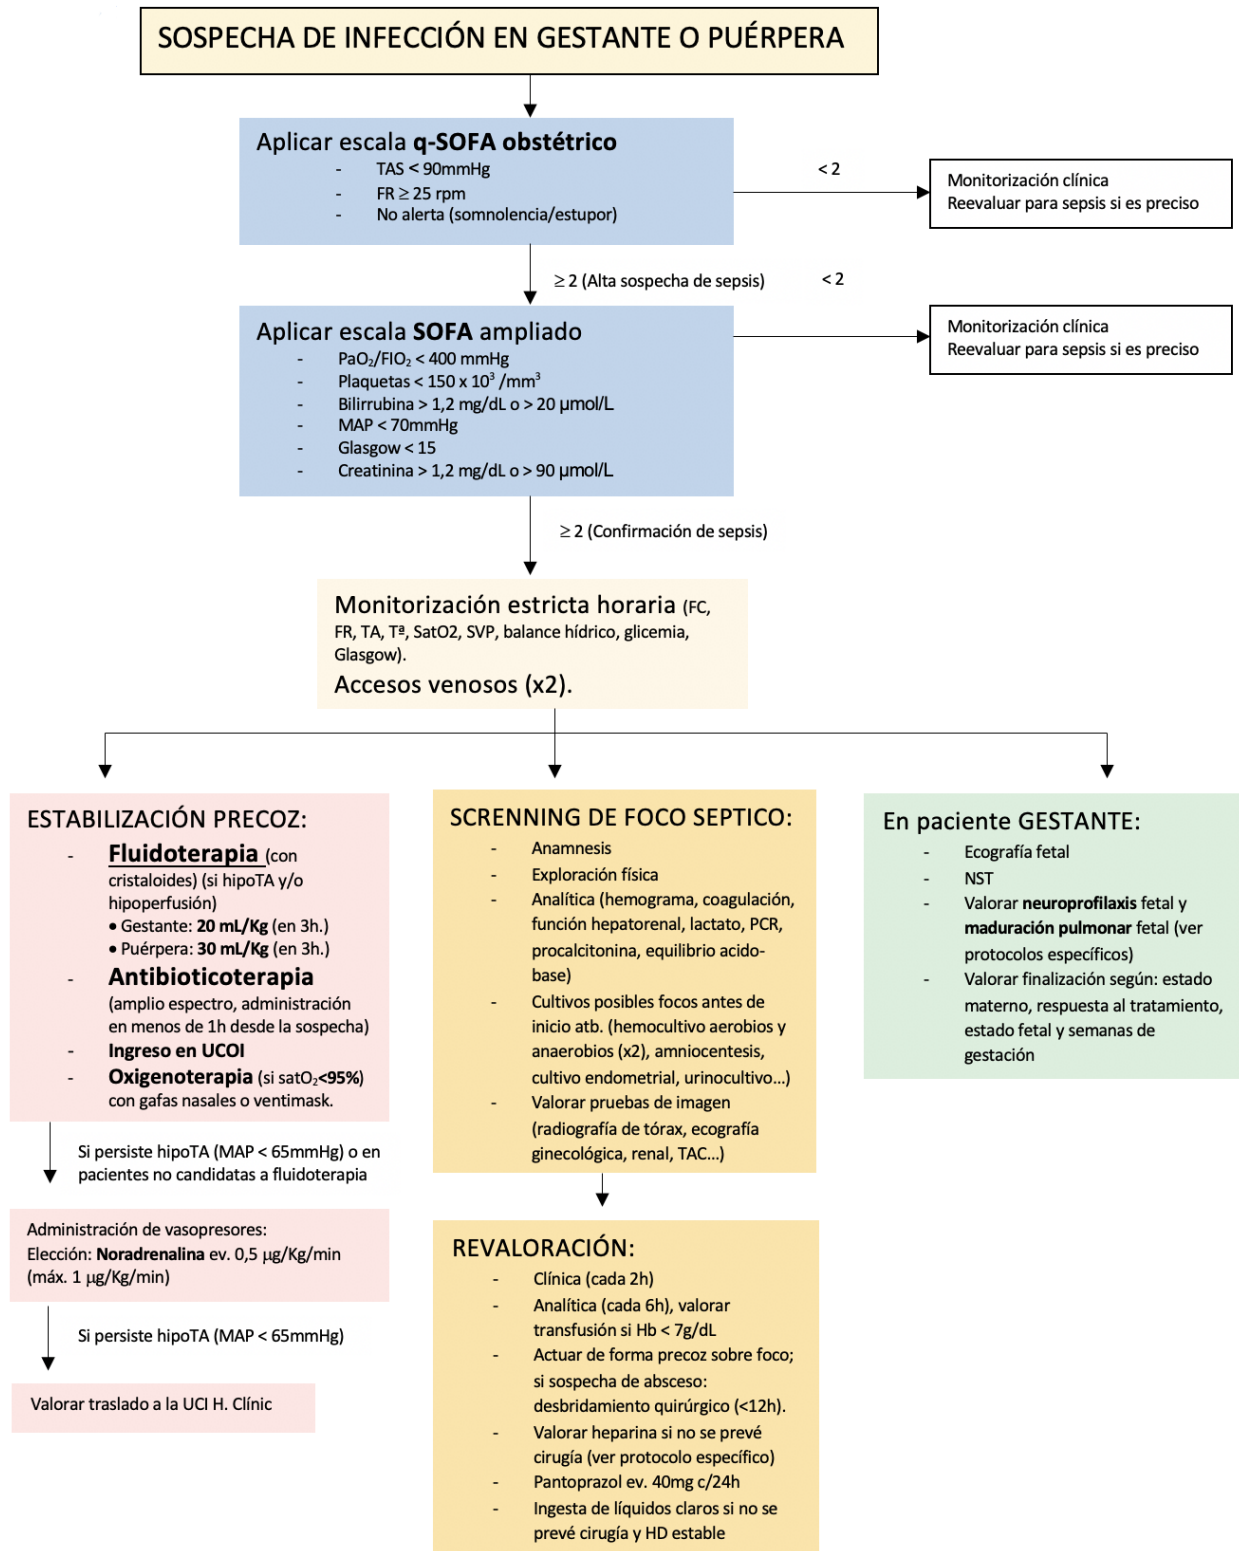 SOSPECHA DE INFECCIÓN EN GESTANTE O PUÉRPERA
Aplicar escala q-SOFA obstétrico
- TAS < 90mmHg
- FR ≥ 25 rpm
- No alerta (somnolencia/estupor)
< 2
Monitorización clínica
Reevaluar para sepsis si es preciso
≥ 2 (Alta sospecha de sepsis)
< 2
Aplicar escala SOFA ampliado
- PaO₂/FIO₂ < 400 mmHg
- Plaquetas < 150 x 10³ /mm³
- Bilirrubina > 1,2 mg/dL o > 20 μmol/L
- MAP < 70mmHg
- Glasgow < 15
- Creatinina > 1,2 mg/dL o > 90 μmol/L
Monitorización clínica
Reevaluar para sepsis si es preciso
≥ 2 (Confirmación de sepsis)
Monitorización estricta horaria (FC,
FR, TA, Tª, SatO2, SVP, balance hídrico, glicemia,
Glasgow).
Accesos venosos (x2).
ESTABILIZACIÓN PRECOZ:
- Fluidoterapia (con
cristaloides) (si hipoTA y/o
hipoperfusión)
• Gestante: 20 mL/Kg (en 3h.)
• Puérpera: 30 mL/Kg (en 3h.)
- Antibioticoterapia
(amplio espectro, administración
en menos de 1h desde la sospecha)
- Ingreso en UCOI
- Oxigenoterapia (si satO₂<95%)
con gafas nasales o ventimask.
Si persiste hipoTA (MAP < 65mmHg) o en
pacientes no candidatas a fluidoterapia
Administración de vasopresores:
Elección: Noradrenalina ev. 0,5 μg/Kg/min
(máx. 1 μg/Kg/min)
Si persiste hipoTA (MAP < 65mmHg)
Valorar traslado a la UCI H. Clínic
SCRENNING DE FOCO SEPTICO:
- Anamnesis
- Exploración física
- Analítica (hemograma, coagulación,
función hepatorenal, lactato, PCR,
procalcitonina, equilibrio acido-
base)
- Cultivos posibles focos antes de
inicio atb. (hemocultivo aerobios y
anaerobios (x2), amniocentesis,
cultivo endometrial, urinocultivo...)
- Valorar pruebas de imagen
(radiografía de tórax, ecografía
ginecológica, renal, TAC...)
REVALORACIÓN:
- Clínica (cada 2h)
- Analítica (cada 6h), valorar
transfusión si Hb < 7g/dL
- Actuar de forma precoz sobre foco;
si sospecha de absceso:
desbridamiento quirúrgico (<12h).
- Valorar heparina si no se prevé
cirugía (ver protocolo específico)
- Pantoprazol ev. 40mg c/24h
- Ingesta de líquidos claros si no se
prevé cirugía y HD estable
En paciente GESTANTE:
- Ecografía fetal
- NST
- Valorar neuroprofilaxis fetal y
maduración pulmonar fetal (ver
protocolos específicos)
- Valorar finalización según: estado
materno, respuesta al tratamiento,
estado fetal y semanas de
gestación